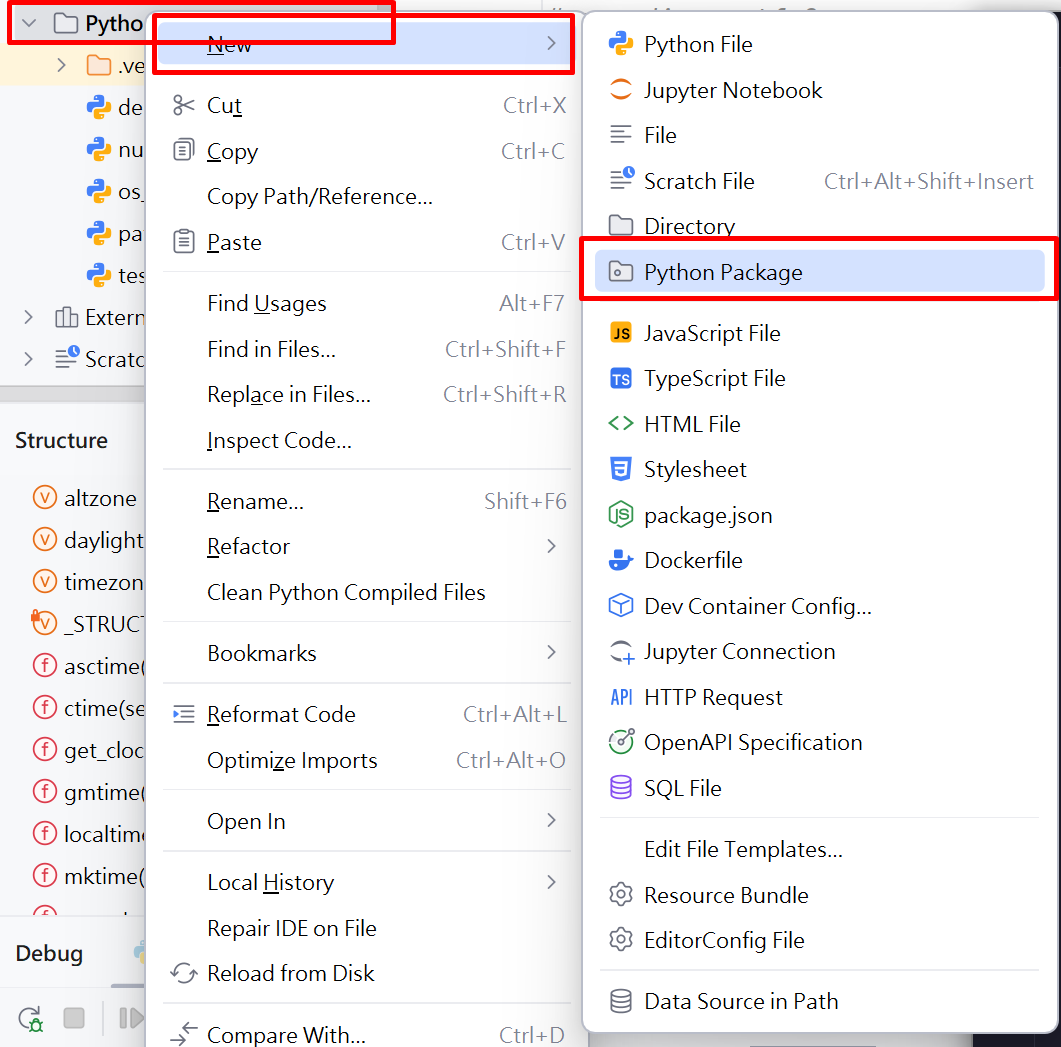 Pytho
.ve
de
nu
os_
pa
tes
Extern
Scratc
Structure
altzone
daylight
timezon
_STRUCT
asctime(
ctime(se
get_cloc
gmtime(
localtime
mktime(
Debug
New
Cut Ctrl+X
Copy Ctrl+C
Copy Path/Reference...
Paste Ctrl+V
Find Usages Alt+F7
Find in Files... Ctrl+Shift+F
Replace in Files... Ctrl+Shift+R
Inspect Code...
Rename... Shift+F6
Refactor
Clean Python Compiled Files
Bookmarks
Reformat Code Ctrl+Alt+L
Optimize Imports Ctrl+Alt+O
Open In
Local History
Repair IDE on File
Reload from Disk
Compare With... Ctrl+D
Python File
Jupyter Notebook
File
Scratch File Ctrl+Alt+Shift+Insert
Directory
Python Package
JavaScript File
TypeScript File
HTML File
Stylesheet
package.json
Dockerfile
Dev Container Config...
Jupyter Connection
API HTTP Request
OpenAPI Specification
SQL File
Edit File Templates...
Resource Bundle
EditorConfig File
Data Source in Path